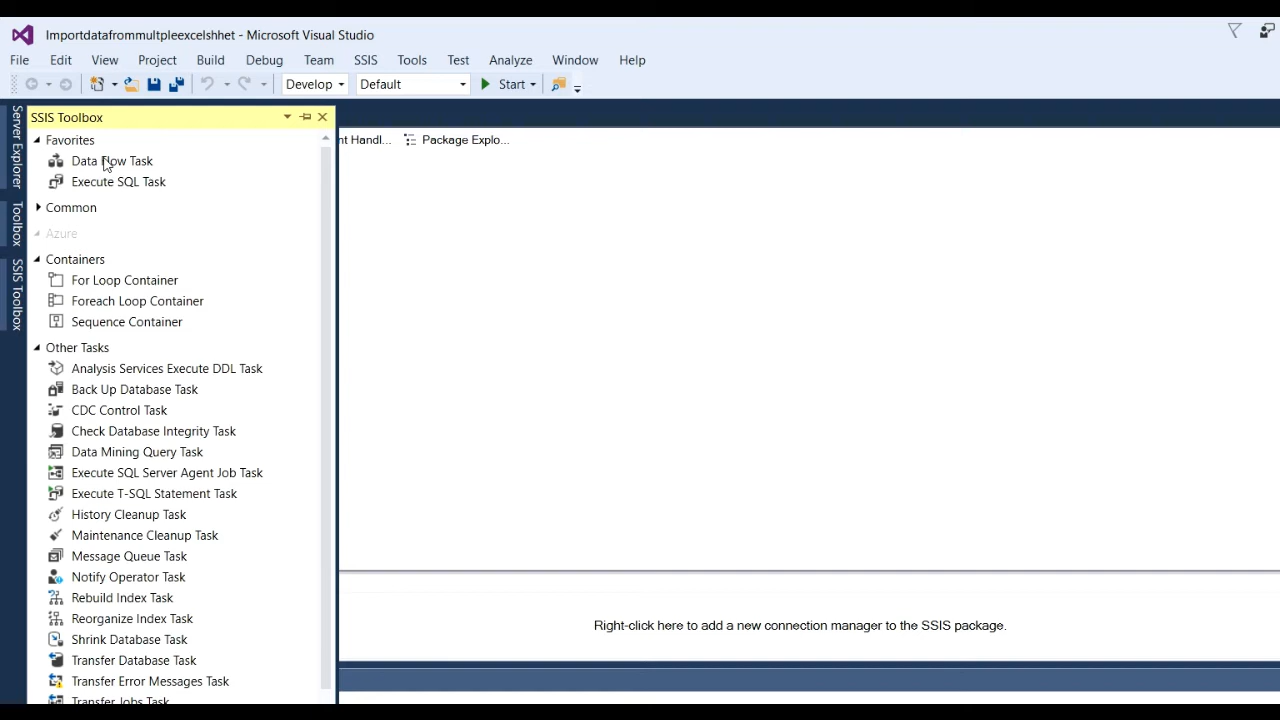 Importdatafrommultpleexcelshhet - Microsoft Visual Studio
File Edit View Project Build Debug Team SSIS Tools Test Analyze Window Help
Develop Default Start
SSIS Toolbox
Server Explorer
Toolbox
SSIS Toolbox
nt Handl... Package Explo...
Favorites
Data Flow Task
Execute SQL Task
Common
Azure
Containers
For Loop Container
Foreach Loop Container
Sequence Container
Other Tasks
Analysis Services Execute DDL Task
Back Up Database Task
CDC Control Task
Check Database Integrity Task
Data Mining Query Task
Execute SQL Server Agent Job Task
Execute T-SQL Statement Task
History Cleanup Task
Maintenance Cleanup Task
Message Queue Task
Notify Operator Task
Rebuild Index Task
Reorganize Index Task
Shrink Database Task
Transfer Database Task
Transfer Error Messages Task
Transfer Jobs Task
Right-click here to add a new connection manager to the SSIS package.